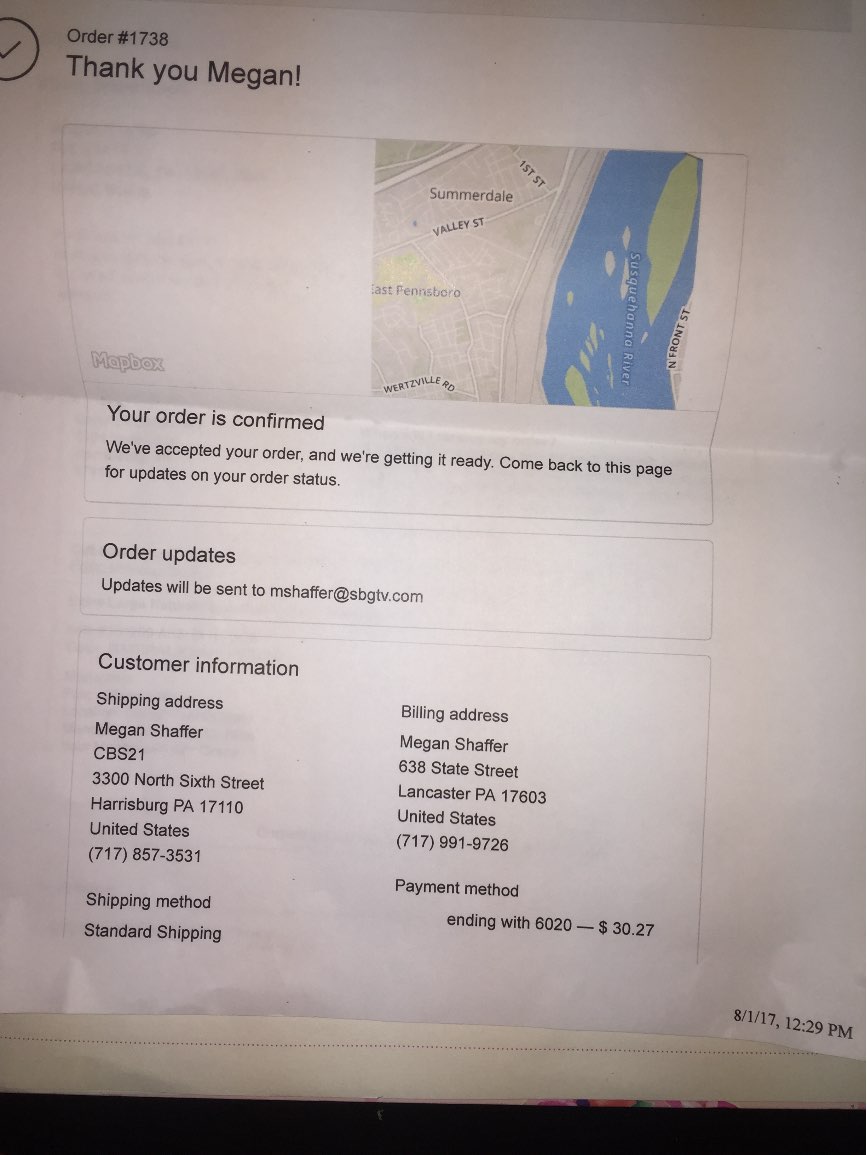 Order #1738
Thank you Megan!
1ST ST
Summerdale
VALLEY ST
East Pennsboro
Susquehanna River
N FRONT ST
WERTZVILLE RD
Mapbox
Your order is confirmed
We've accepted your order, and we're getting it ready. Come back to this page
for updates on your order status.
Order updates
Updates will be sent to mshaffer@sbgtv.com
Customer information
Shipping address
Megan Shaffer
CBS21
3300 North Sixth Street
Harrisburg PA 17110
United States
(717) 857-3531
Shipping method
Standard Shipping
Billing address
Megan Shaffer
638 State Street
Lancaster PA 17603
United States
(717) 991-9726
Payment method
ending with 6020 — $ 30.27
8/1/17, 12:29 PM